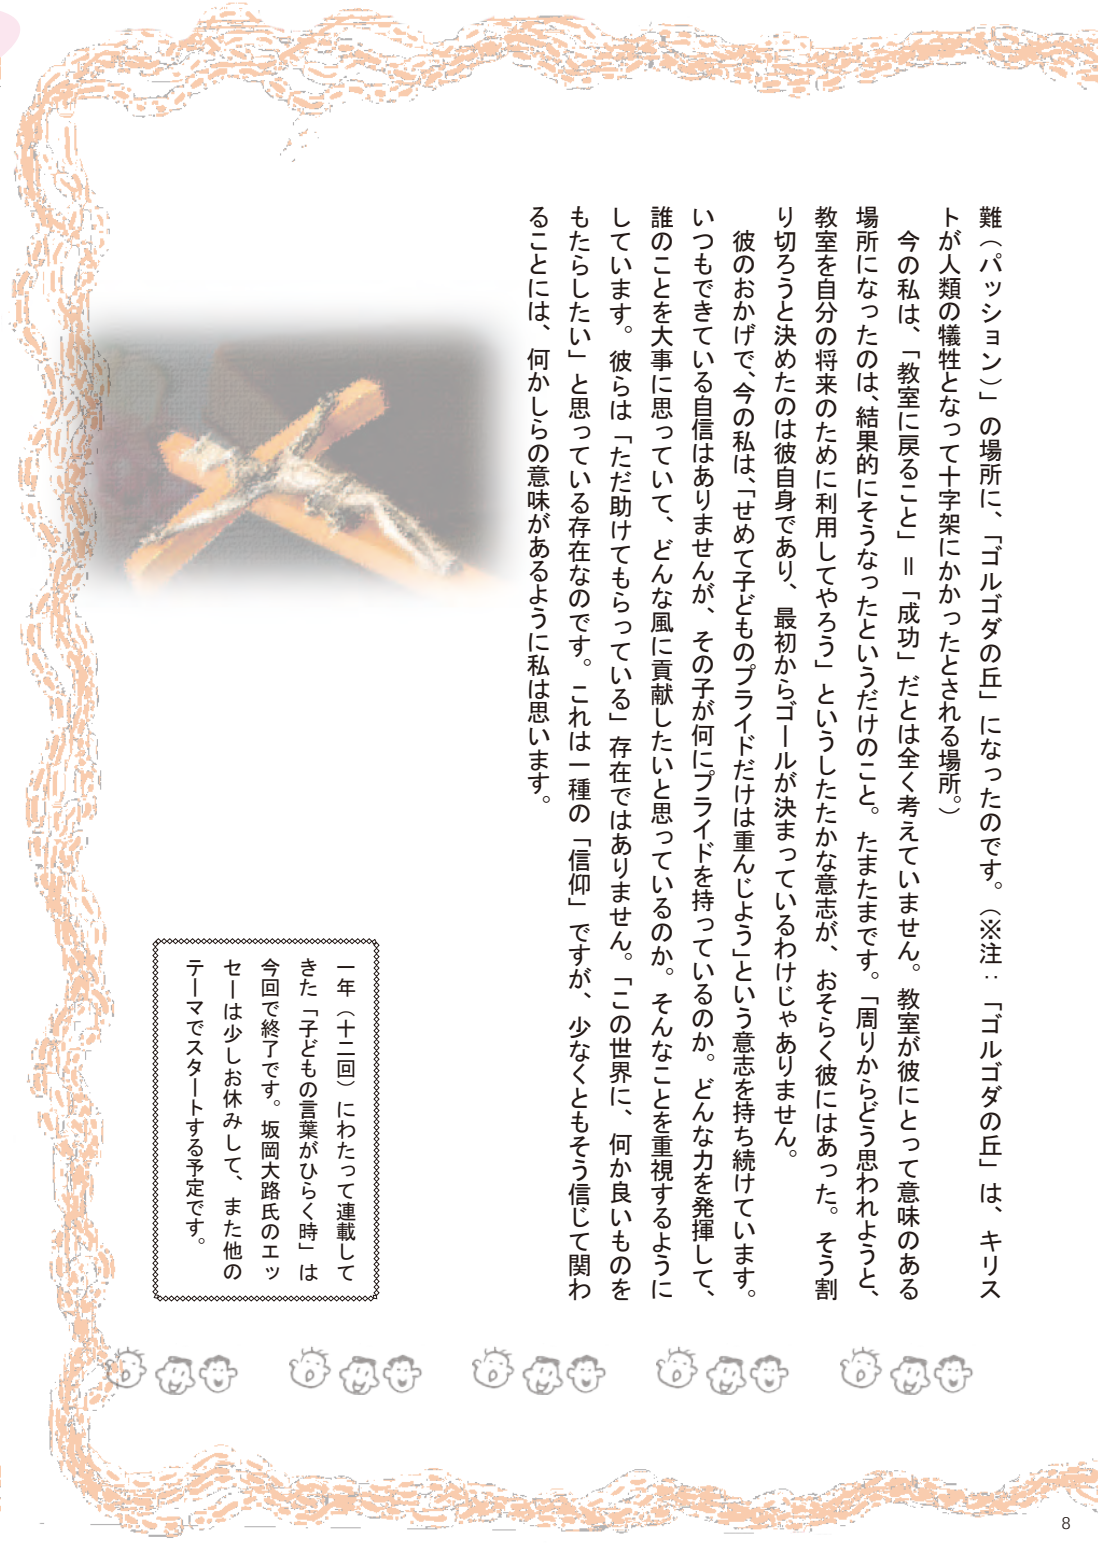 難（パッション）」の場所に、「ゴルゴダの丘」になったのです。（※注：「ゴルゴダの丘」は、キリス
トが人類の犠牲となって十字架にかかったとされる場所。）
　今の私は、「教室に戻ること」＝「成功」だとは全く考えていません。教室が彼にとって意味のある
場所になったのは、結果的にそうなったというだけのこと。たまたまです。「周りからどう思われようと、
教室を自分の将来のために利用してやろう」というしたたかな意志が、おそらく彼にはあった。そう割
り切ろうと決めたのは彼自身であり、最初からゴールが決まっているわけじゃありません。
　彼のおかげで、今の私は、「せめて子どものプライドだけは重んじよう」という意志を持ち続けています。
いつもできている自信はありませんが、その子が何にプライドを持っているのか。どんな力を発揮して、
誰のことを大事に思っていて、どんな風に貢献したいと思っているのか。そんなことを重視するように
しています。彼らは「ただ助けてもらっている」存在ではありません。「この世界に、何か良いものを
もたらしたい」と思っている存在なのです。これは一種の「信仰」ですが、少なくともそう信じて関わ
ることには、何かしらの意味があるように私は思います。
一年（十二回）にわたって連載して
きた「子どもの言葉がひらく時」は
今回で終了です。坂岡大路氏のエッ
セーは少しお休みして、また他の
テーマでスタートする予定です。
8